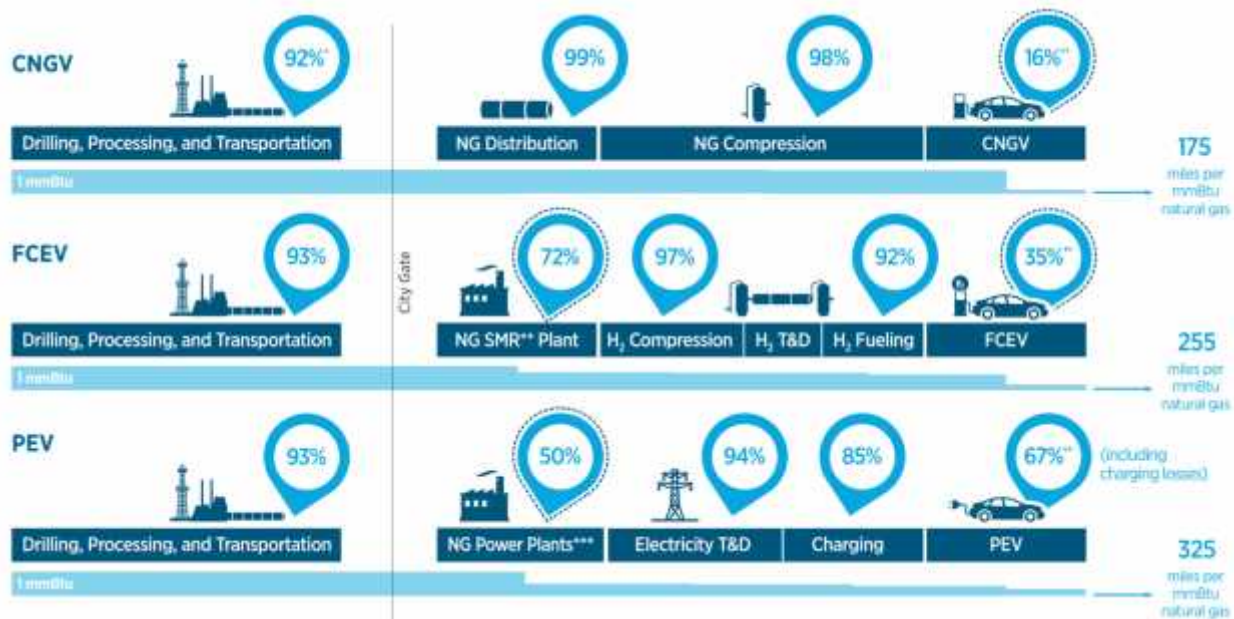 CNGV
92%*
99%
98%
16%**
Drilling, Processing, and Transportation
NG Distribution
NG Compression
CNGV
1 mmBtu
175
miles per
mmBtu
natural gas
City Gate
FCEV
93%
72%
97%
92%
35%**
Drilling, Processing, and Transportation
NG SMR** Plant
H₂ Compression
H₂ T&D
H₂ Fueling
FCEV
1 mmBtu
255
miles per
mmBtu
natural gas
PEV
93%
50%
94%
85%
67%**
(including
charging losses)
Drilling, Processing, and Transportation
NG Power Plants***
Electricity T&D
Charging
PEV
1 mmBtu
325
miles per
mmBtu
natural gas